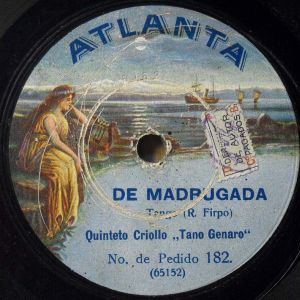 ATLANTA
DE MADRUGADA
Tango (R. Firpo)
Quinteto Criollo „Tano Genaro“
No. de Pedido 182.
(65152)